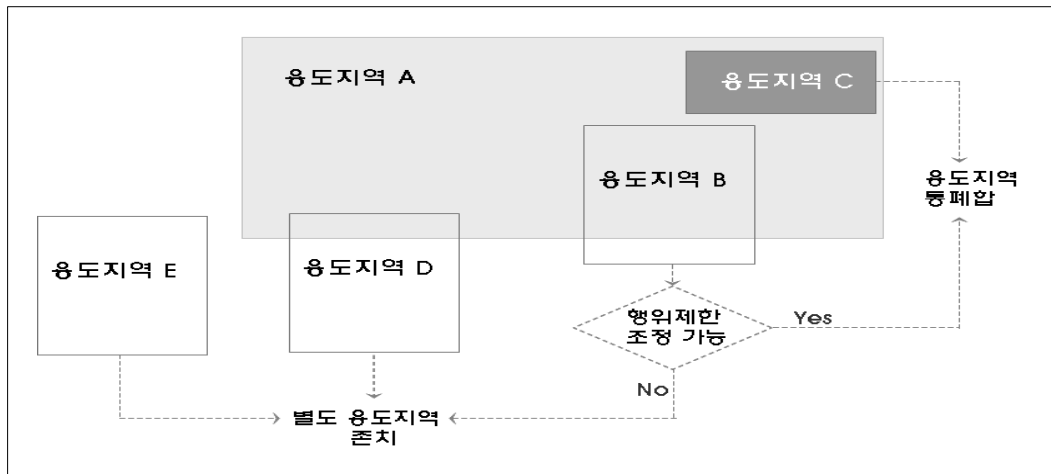 용도지역 A
용도지역 C
용도지역 B
용도지역
통폐합
용도지역 E
용도지역 D
행위제한
조정 가능
Yes
No
별도 용도지역
존치